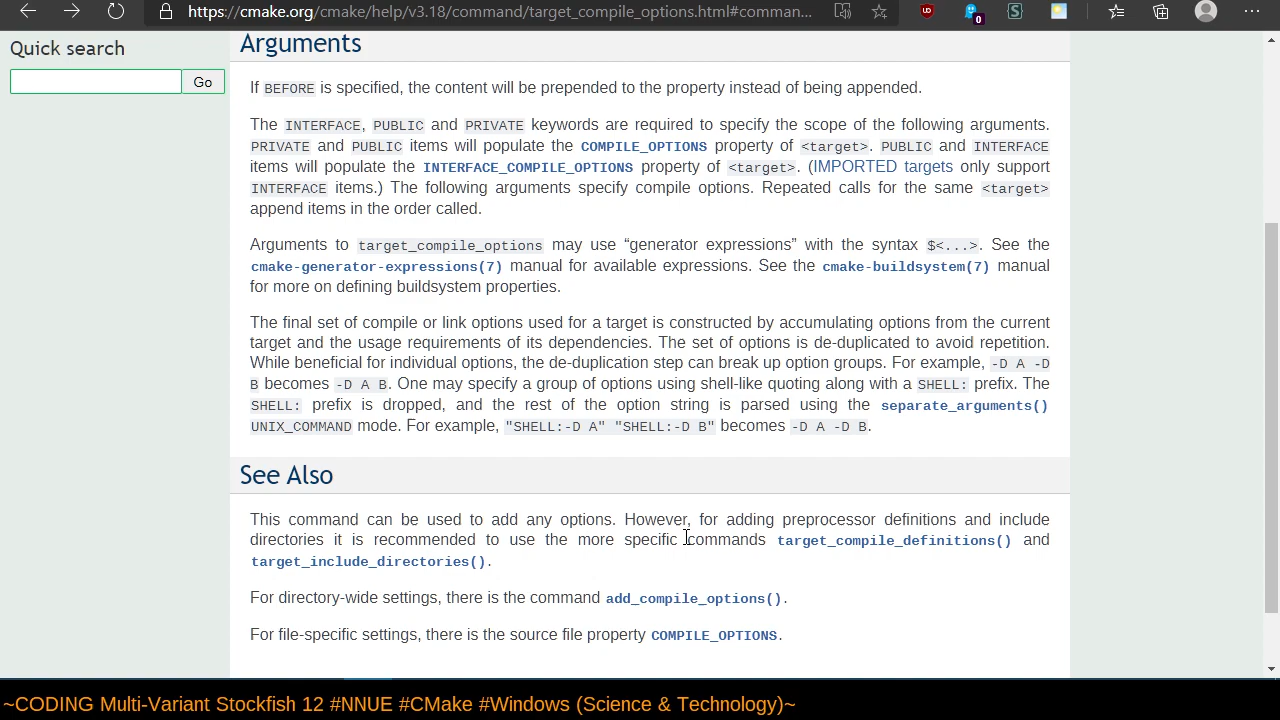 https://cmake.org/cmake/help/v3.18/command/target_compile_options.html#comman...
0
Quick search
Go
Arguments
If BEFORE is specified, the content will be prepended to the property instead of being appended.
The INTERFACE, PUBLIC and PRIVATE keywords are required to specify the scope of the following arguments.
PRIVATE and PUBLIC items will populate the COMPILE_OPTIONS property of <target>. PUBLIC and INTERFACE
items will populate the INTERFACE_COMPILE_OPTIONS property of <target>. (IMPORTED targets only support
INTERFACE items.) The following arguments specify compile options. Repeated calls for the same <target>
append items in the order called.
Arguments to target_compile_options may use “generator expressions” with the syntax $<...>. See the
cmake-generator-expressions(7) manual for available expressions. See the cmake-buildsystem(7) manual
for more on defining buildsystem properties.
The final set of compile or link options used for a target is constructed by accumulating options from the current
target and the usage requirements of its dependencies. The set of options is de-duplicated to avoid repetition.
While beneficial for individual options, the de-duplication step can break up option groups. For example, -D A -D
B becomes -D A B. One may specify a group of options using shell-like quoting along with a SHELL: prefix. The
SHELL: prefix is dropped, and the rest of the option string is parsed using the separate_arguments()
UNIX_COMMAND mode. For example, "SHELL:-D A" "SHELL:-D B" becomes -D A -D B.
See Also
This command can be used to add any options. However, for adding preprocessor definitions and include
directories it is recommended to use the more specific commands target_compile_definitions() and
target_include_directories().
For directory-wide settings, there is the command add_compile_options().
For file-specific settings, there is the source file property COMPILE_OPTIONS.
~CODING Multi-Variant Stockfish 12 #NNUE #CMake #Windows (Science & Technology)~